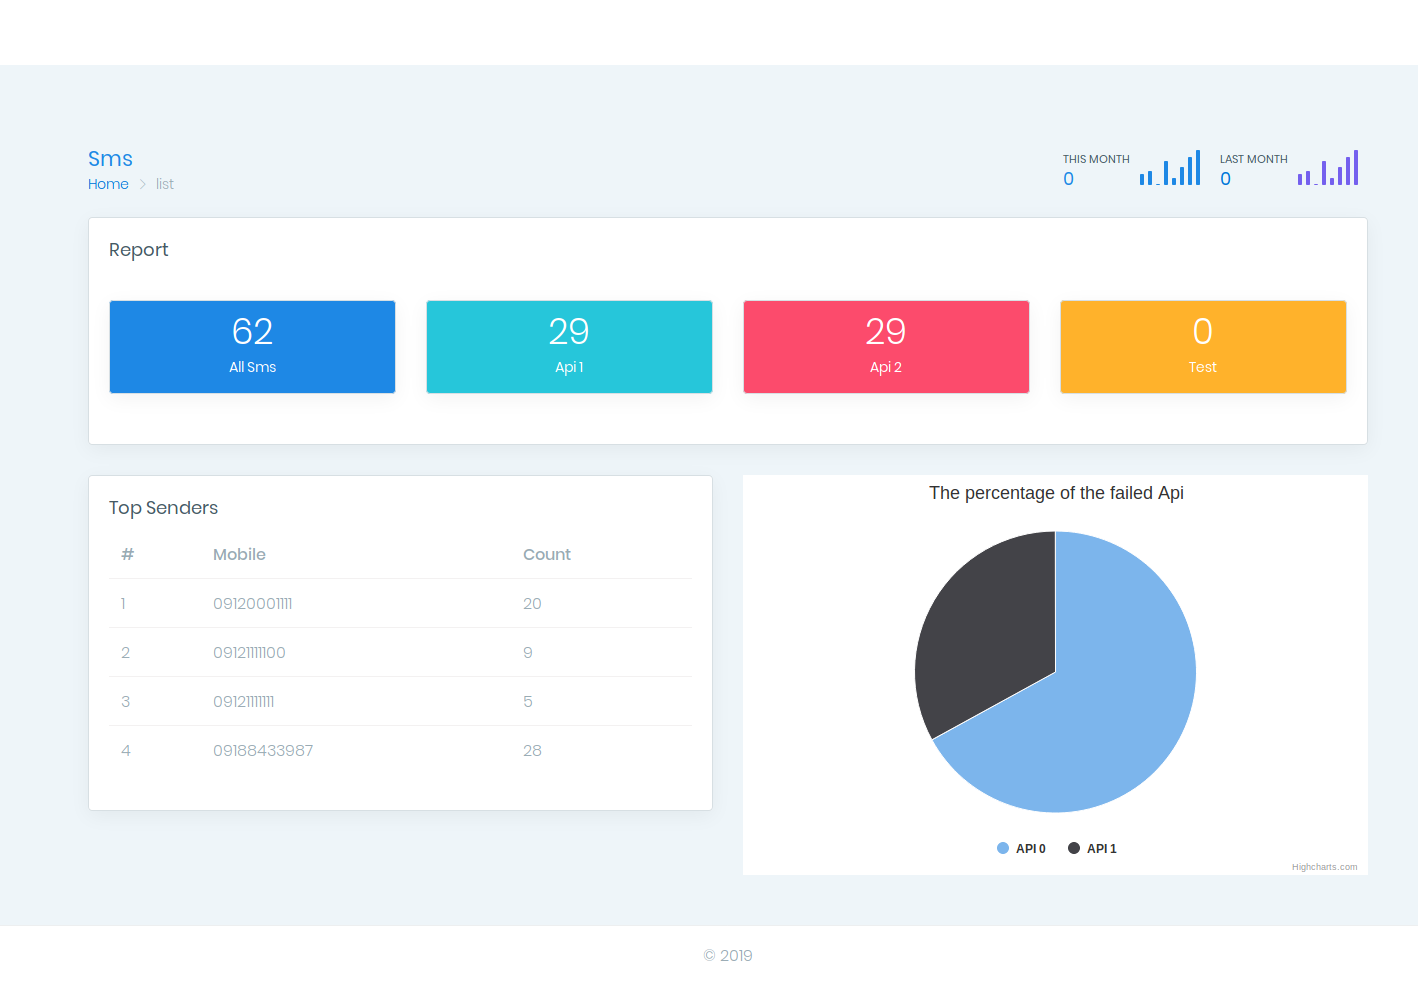 Sms
Home > list
THIS MONTH
0
LAST MONTH
0
Report
62
All Sms
29
Api 1
29
Api 2
0
Test
Top Senders
# Mobile Count
1 09120001111 20
2 09121111100 9
3 09121111111 5
4 09188433987 28
The percentage of the failed Api
API 0 API 1
Highcharts.com
© 2019